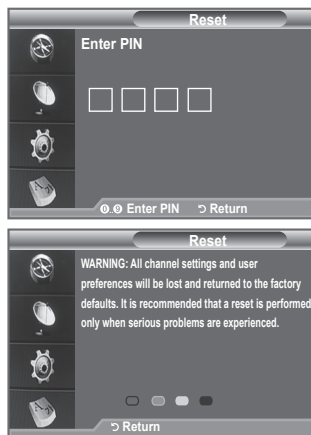 Reset
Enter PIN
0..9 Enter PIN Return
Reset
WARNING: All channel settings and user
preferences will be lost and returned to the factory
defaults. It is recommended that a reset is performed
only when serious problems are experienced.
Return